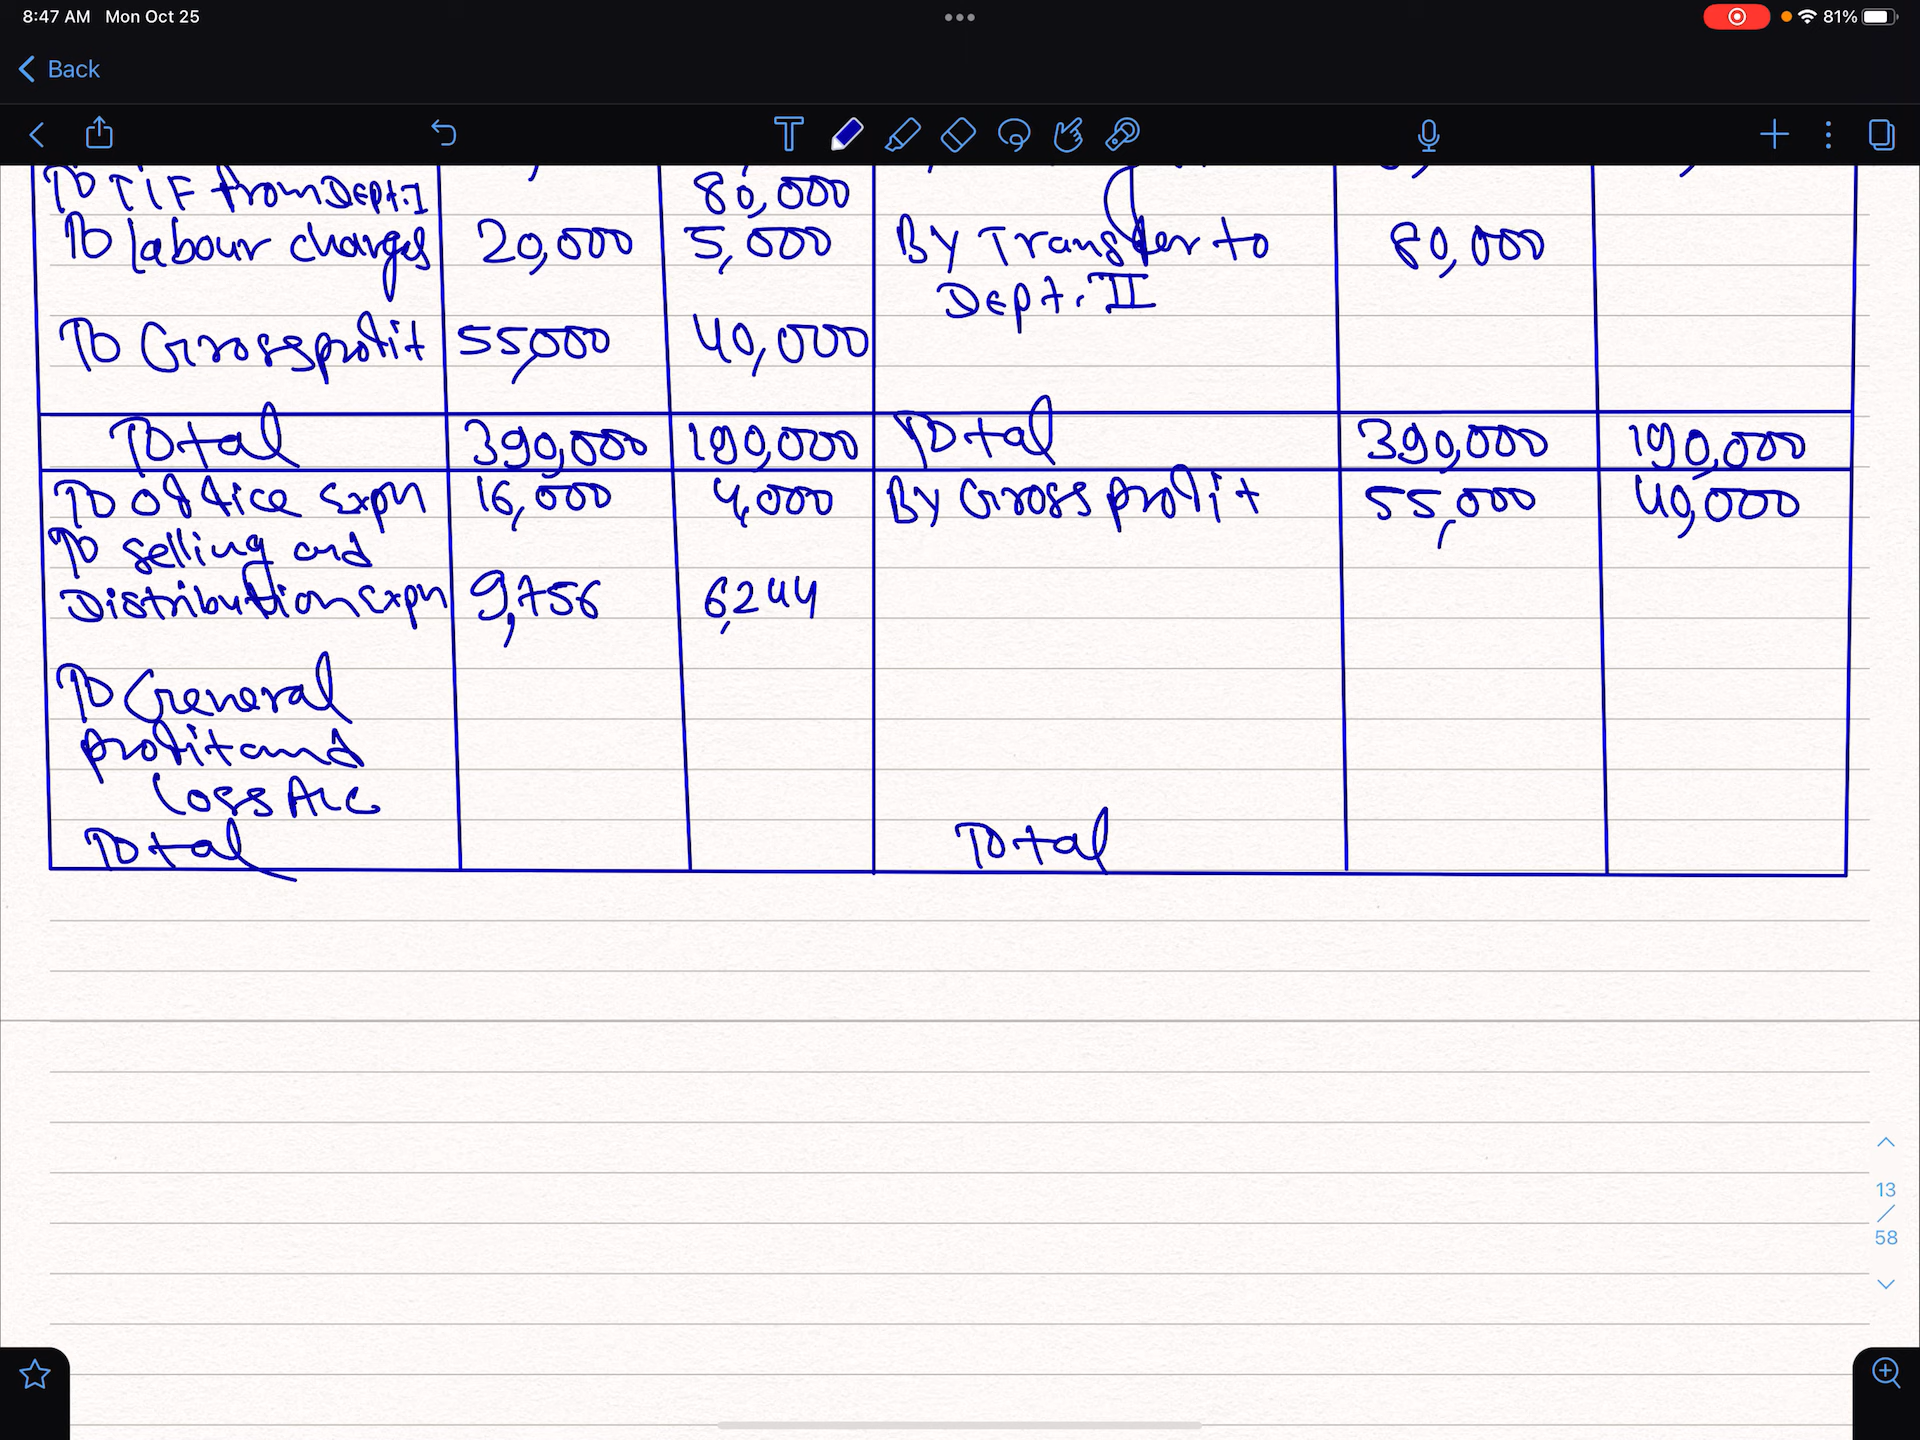 8:47 AM Mon Oct 25
81%
Back
To T/F from Dept.I 80,000
To labour charges 20,000 5,000 By Transfer to 80,000
Dept. II
To Gross profit 55,000 40,000
Total 390,000 190,000 Total 390,000 190,000
To Office Expn 16,000 4,000 By Gross profit 55,000 40,000
To selling and
Distribution Expn 9,756 6,244
To General
profit and
Loss A/c
Total Total
13
/
58